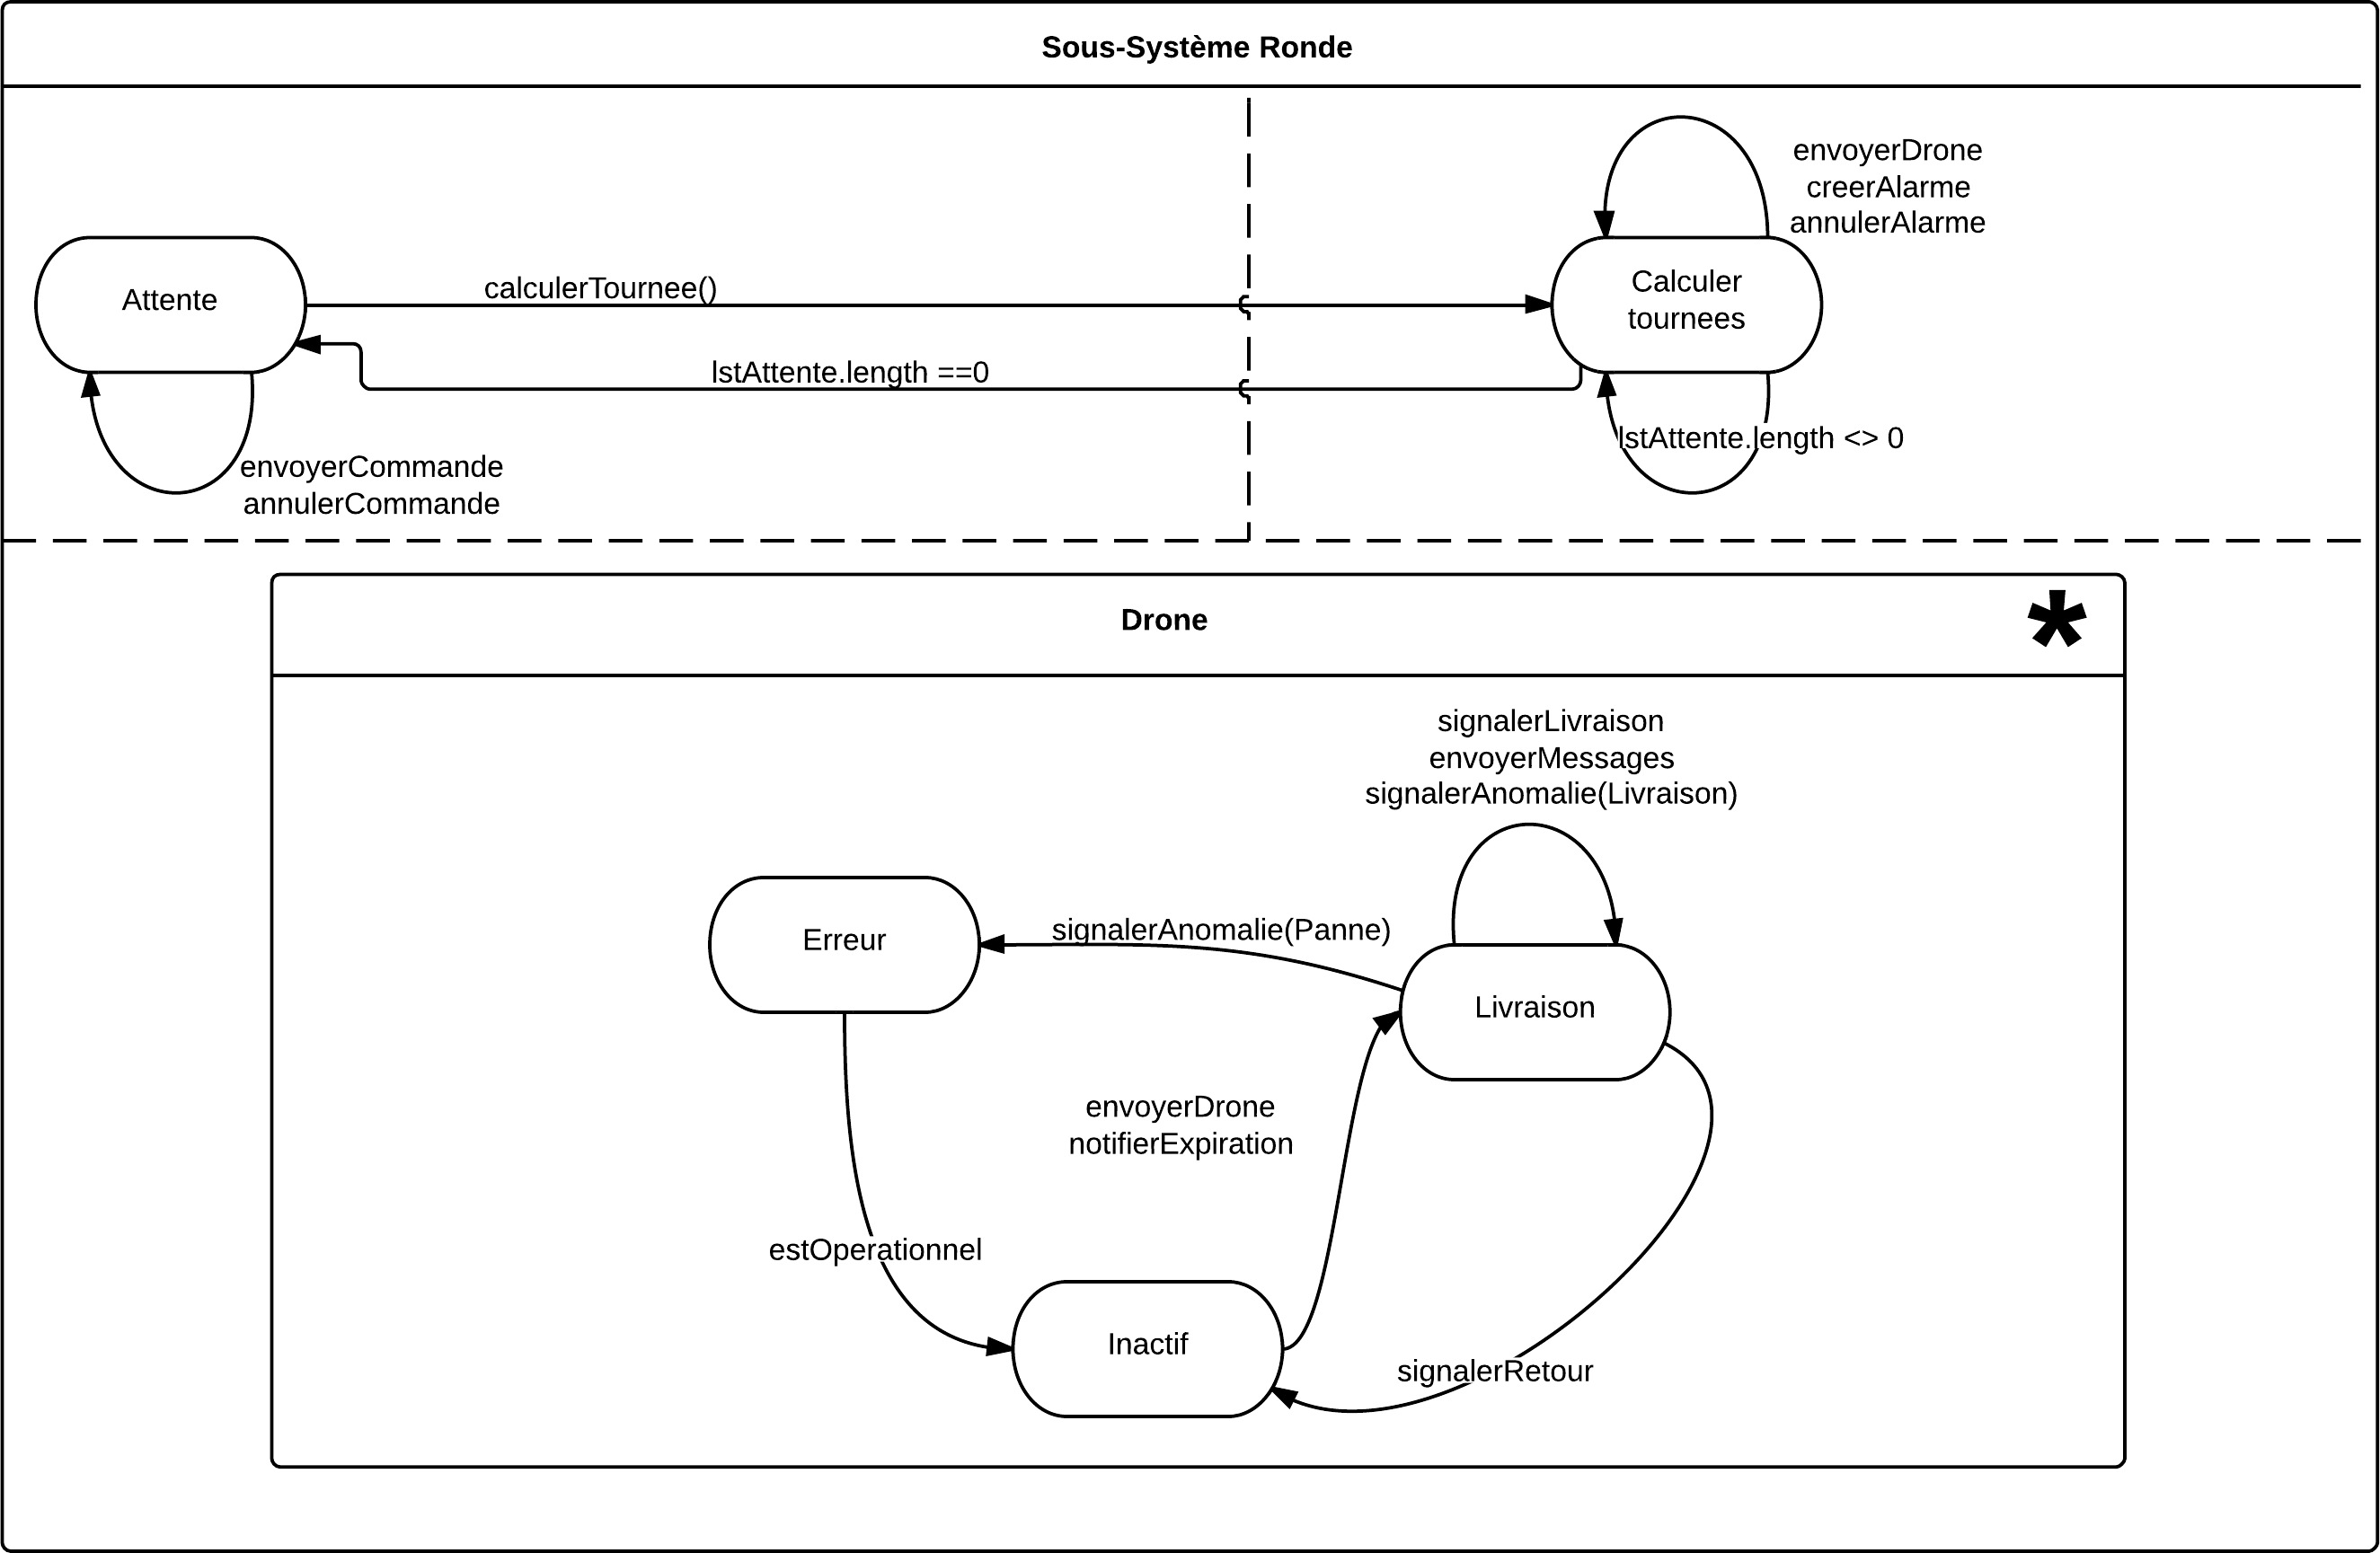 Sous-Système Ronde
envoyerDrone
creerAlarme
annulerAlarme
Attente
calculerTournee()
Calculer
tournees
lstAttente.length ==0
lstAttente.length <> 0
envoyerCommande
annulerCommande
Drone
*
signalerLivraison
envoyerMessages
signalerAnomalie(Livraison)
Erreur
signalerAnomalie(Panne)
Livraison
envoyerDrone
notifierExpiration
estOperationnel
Inactif
signalerRetour